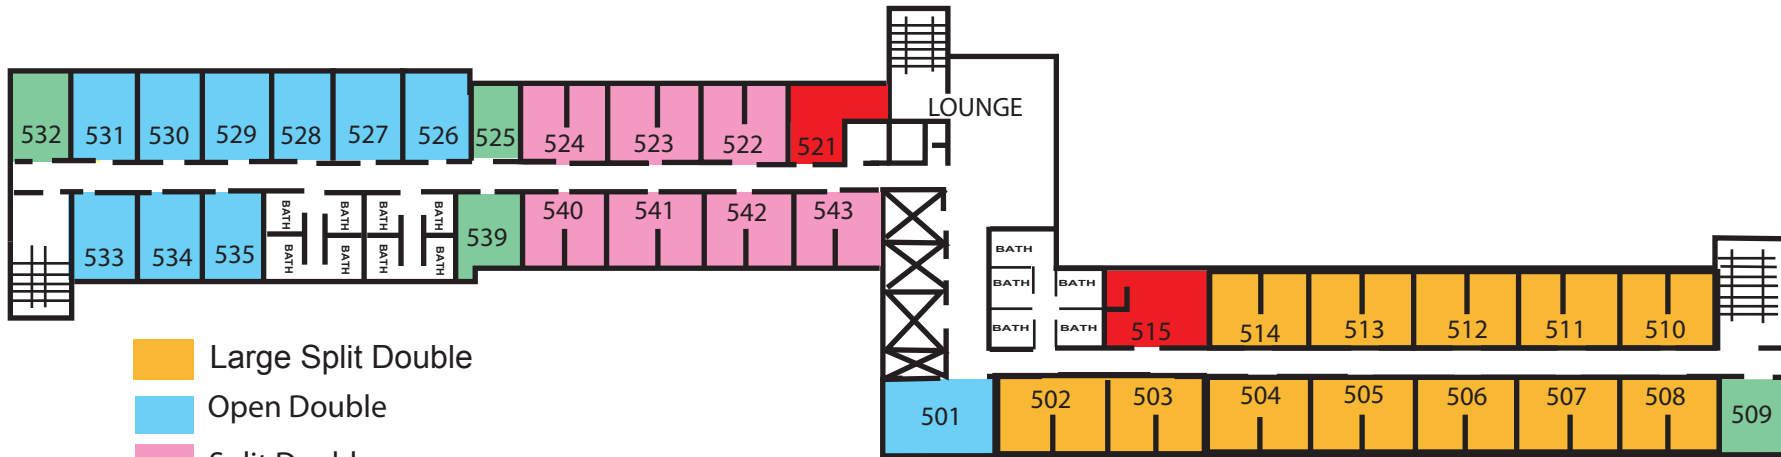 LOUNGE
532 531 530 529 528 527 526 525 524 523 522 521
533 534 535 BATH BATH BATH BATH BATH BATH BATH BATH 539 540 541 542 543
BATH
BATH BATH
BATH BATH
515 514 513 512 511 510
501 502 503 504 505 506 507 508 509
Large Split Double
Open Double
Split Double